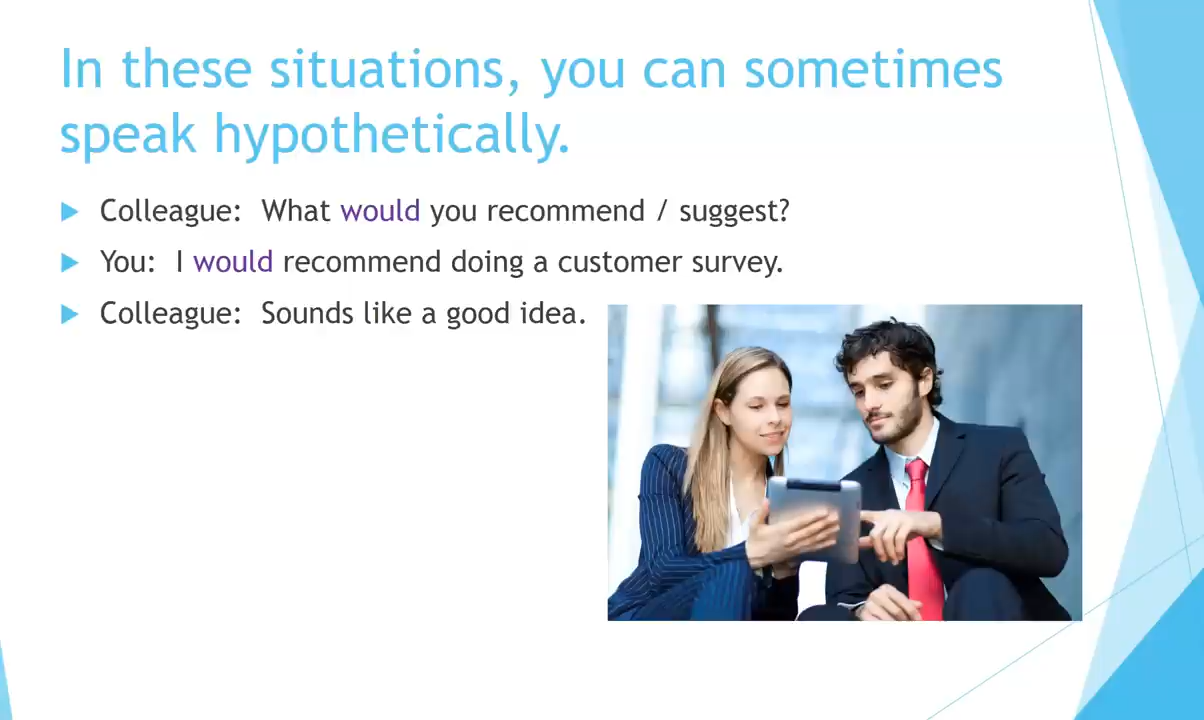 In these situations, you can sometimes
speak hypothetically.
Colleague:  What would you recommend / suggest?
You:  I would recommend doing a customer survey.
Colleague:  Sounds like a good idea.